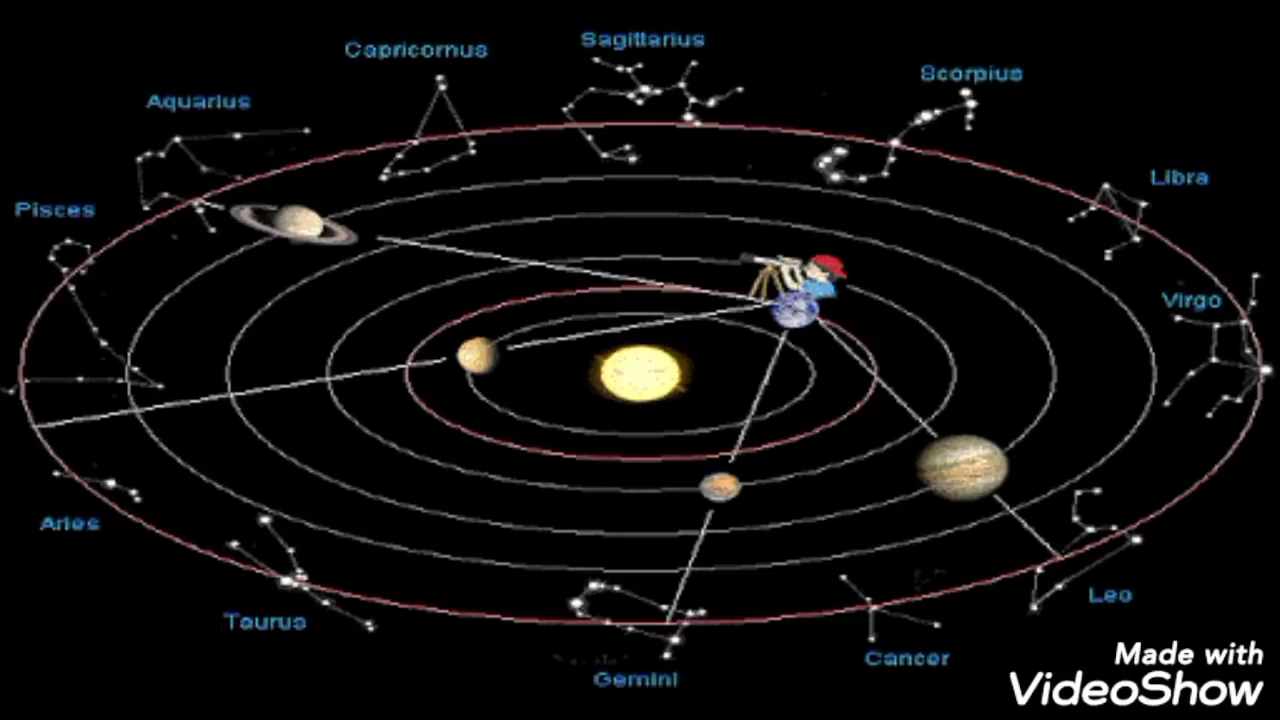 Sagittarius
Capricornus
Scorpius
Aquarius
Libra
Pisces
Virgo
Aries
Leo
Taurus
Cancer
Gemini
Made with
VideoShow